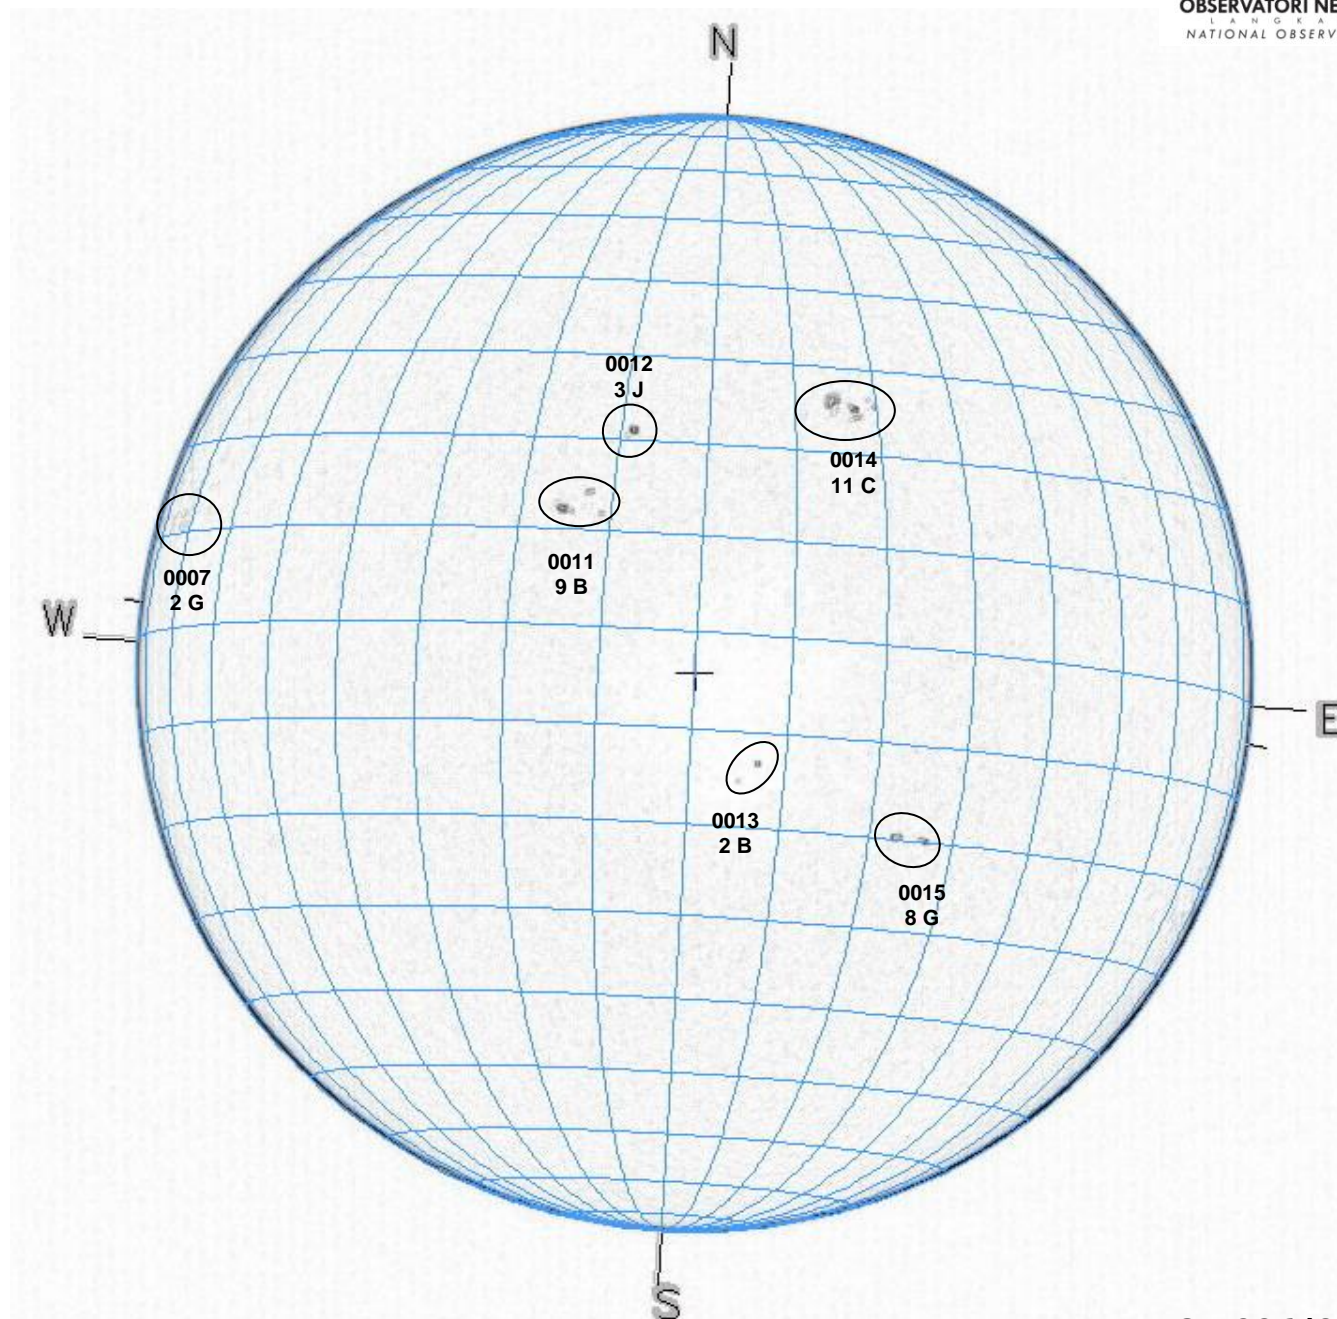 OBSERVATORI NE
L A N G K A
NATIONAL OBSERV
N
0012
3 J
0014
11 C
0011
9 B
0007
2 G
W
E
0013
2 B
0015
8 G
S